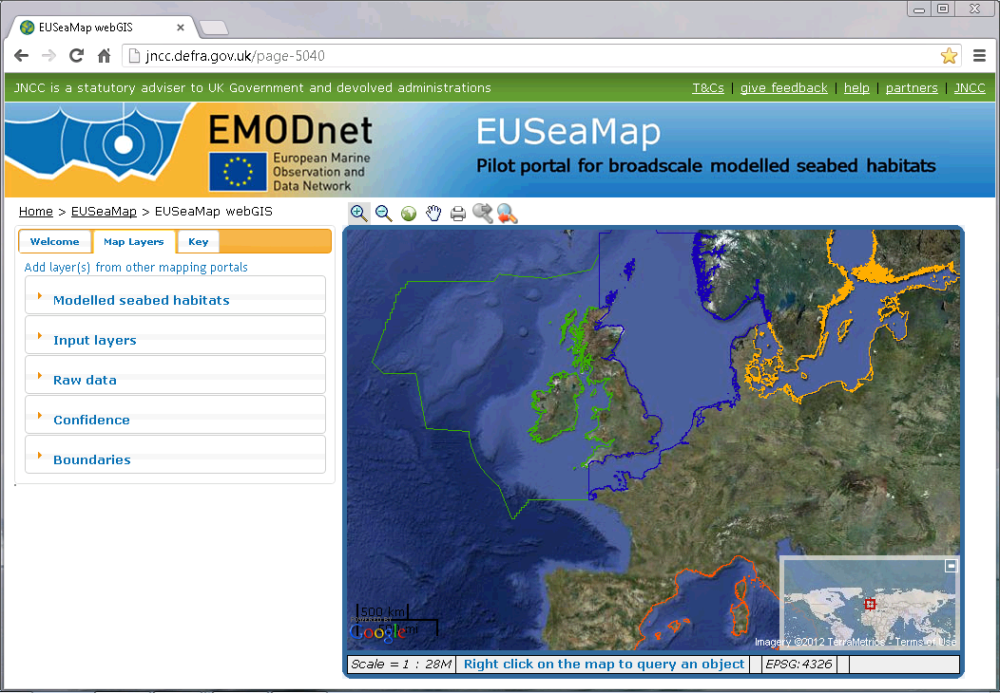 EUSeaMap webGIS
jncc.defra.gov.uk/page-5040
JNCC is a statutory adviser to UK Government and devolved administrations
T&Cs | give feedback | help | partners | JNCC
EMODnet
European Marine
Observation and
Data Network
EUSeaMap
Pilot portal for broadscale modelled seabed habitats
Home > EUSeaMap > EUSeaMap webGIS
Welcome
Map Layers
Key
Add layer(s) from other mapping portals
Modelled seabed habitats
Input layers
Raw data
Confidence
Boundaries
500 km
POWERED BY
Google
mi
Imagery ©2012 TerraMetrics - Terms of Use
Scale = 1 : 28M
Right click on the map to query an object
EPSG:4326